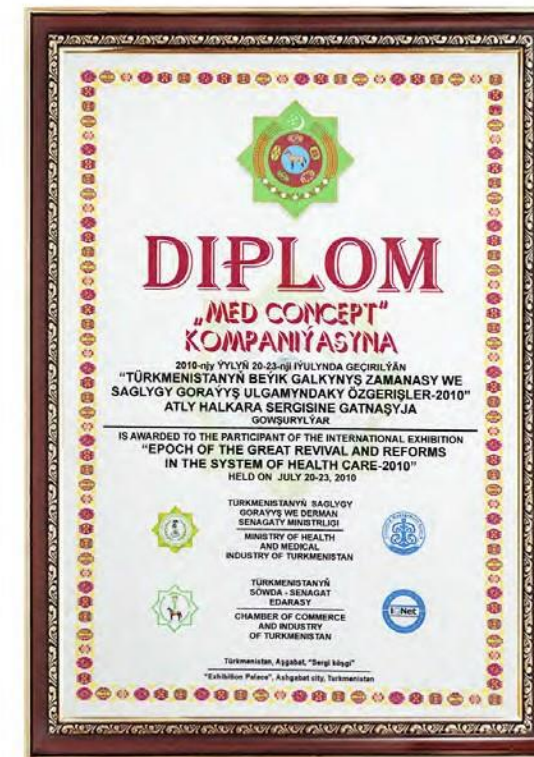 DIPLOM
„MED CONCEPT"
KOMPANIÝASYNA
2010-njy ÝYLYŇ 20-23-nji IÝULYNDA GEÇIRILÝÄN
"TÜRKMENISTANYŇ BEÝIK GALKYNYŞ ZAMANASY WE
SAGLYGY GORAÝYŞ ULGAMYNDAKY ÖZGERIŞLER-2010"
ATLY HALKARA SERGISINE GATNAŞYJA
GOWŞURYLÝAR
IS AWARDED TO THE PARTICIPANT OF THE INTERNATIONAL EXHIBITION
"EPOCH OF THE GREAT REVIVAL AND REFORMS
IN THE SYSTEM OF HEALTH CARE-2010"
HELD ON JULY 20-23, 2010
TÜRKMENISTANYŇ SAGLYGY
GORAÝYŞ WE DERMAN
SENAGATY MINISTRLIGI
MINISTRY OF HEALTH
AND MEDICAL
INDUSTRY OF TURKMENISTAN
TÜRKMENISTANYŇ
SÖWDA - SENAGAT
EDARASY
CHAMBER OF COMMERCE
AND INDUSTRY
OF TURKMENISTAN
IQNet
Türkmenistan, Aşgabat, "Sergi köşgi"
"Exhibition Palace", Ashgabat city, Turkmenistan